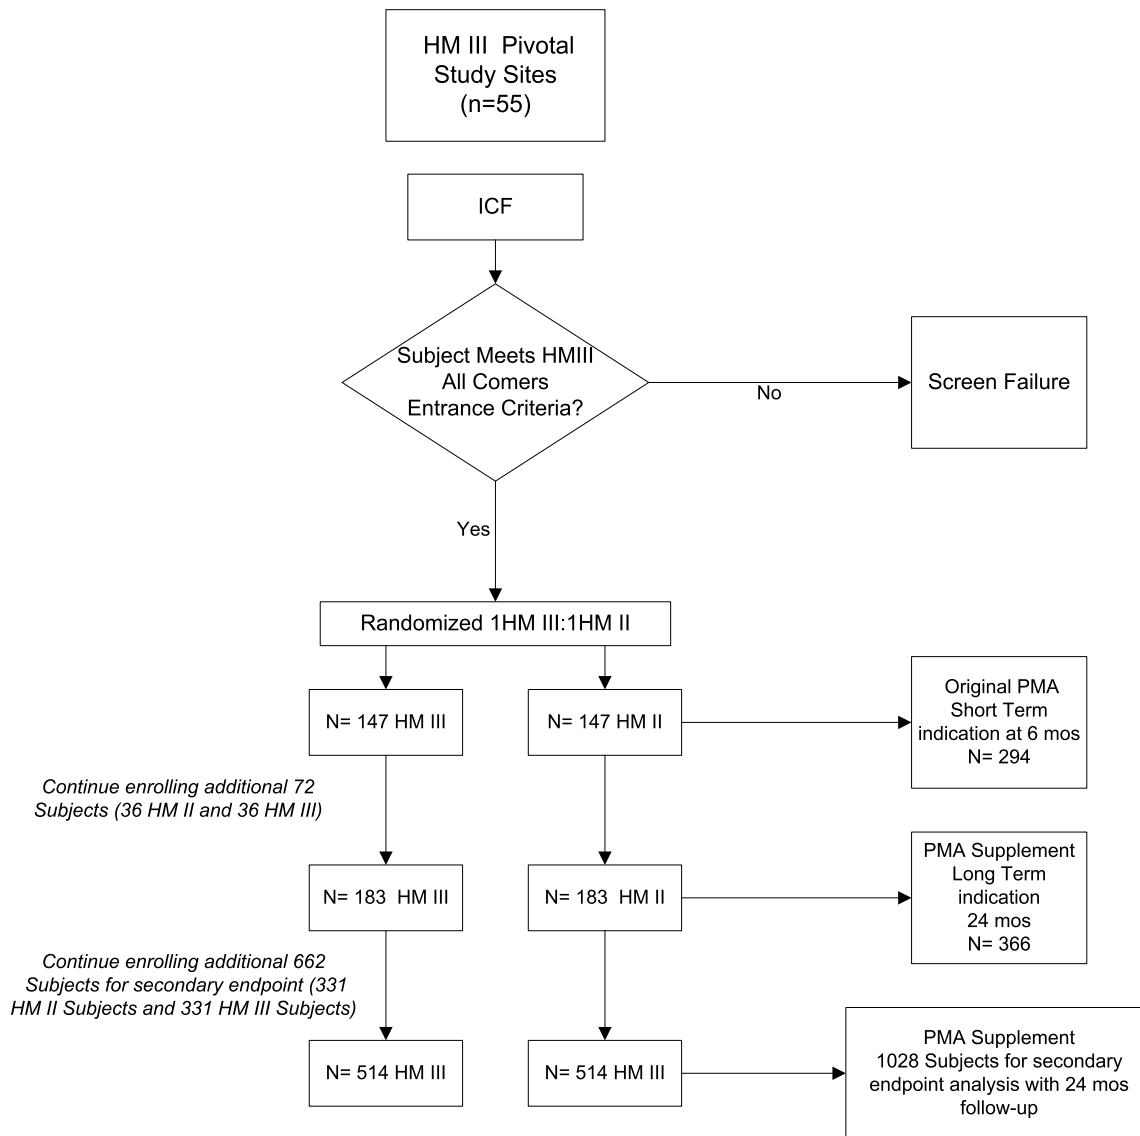 HM III  Pivotal
Study Sites
(n=55)
ICF
Subject Meets HMIII
All Comers
Entrance Criteria?
No
Screen Failure
Yes
Randomized 1HM III:1HM II
N= 147 HM III
N= 147 HM II
Original PMA
Short Term
indication at 6 mos
N= 294
Continue enrolling additional 72
Subjects (36 HM II and 36 HM III)
N= 183  HM III
N= 183  HM II
PMA Supplement
Long Term
indication
24 mos
N= 366
Continue enrolling additional 662
Subjects for secondary endpoint (331
HM II Subjects and 331 HM III Subjects)
N= 514 HM III
N= 514 HM III
PMA Supplement
1028 Subjects for secondary
endpoint analysis with 24 mos
follow-up